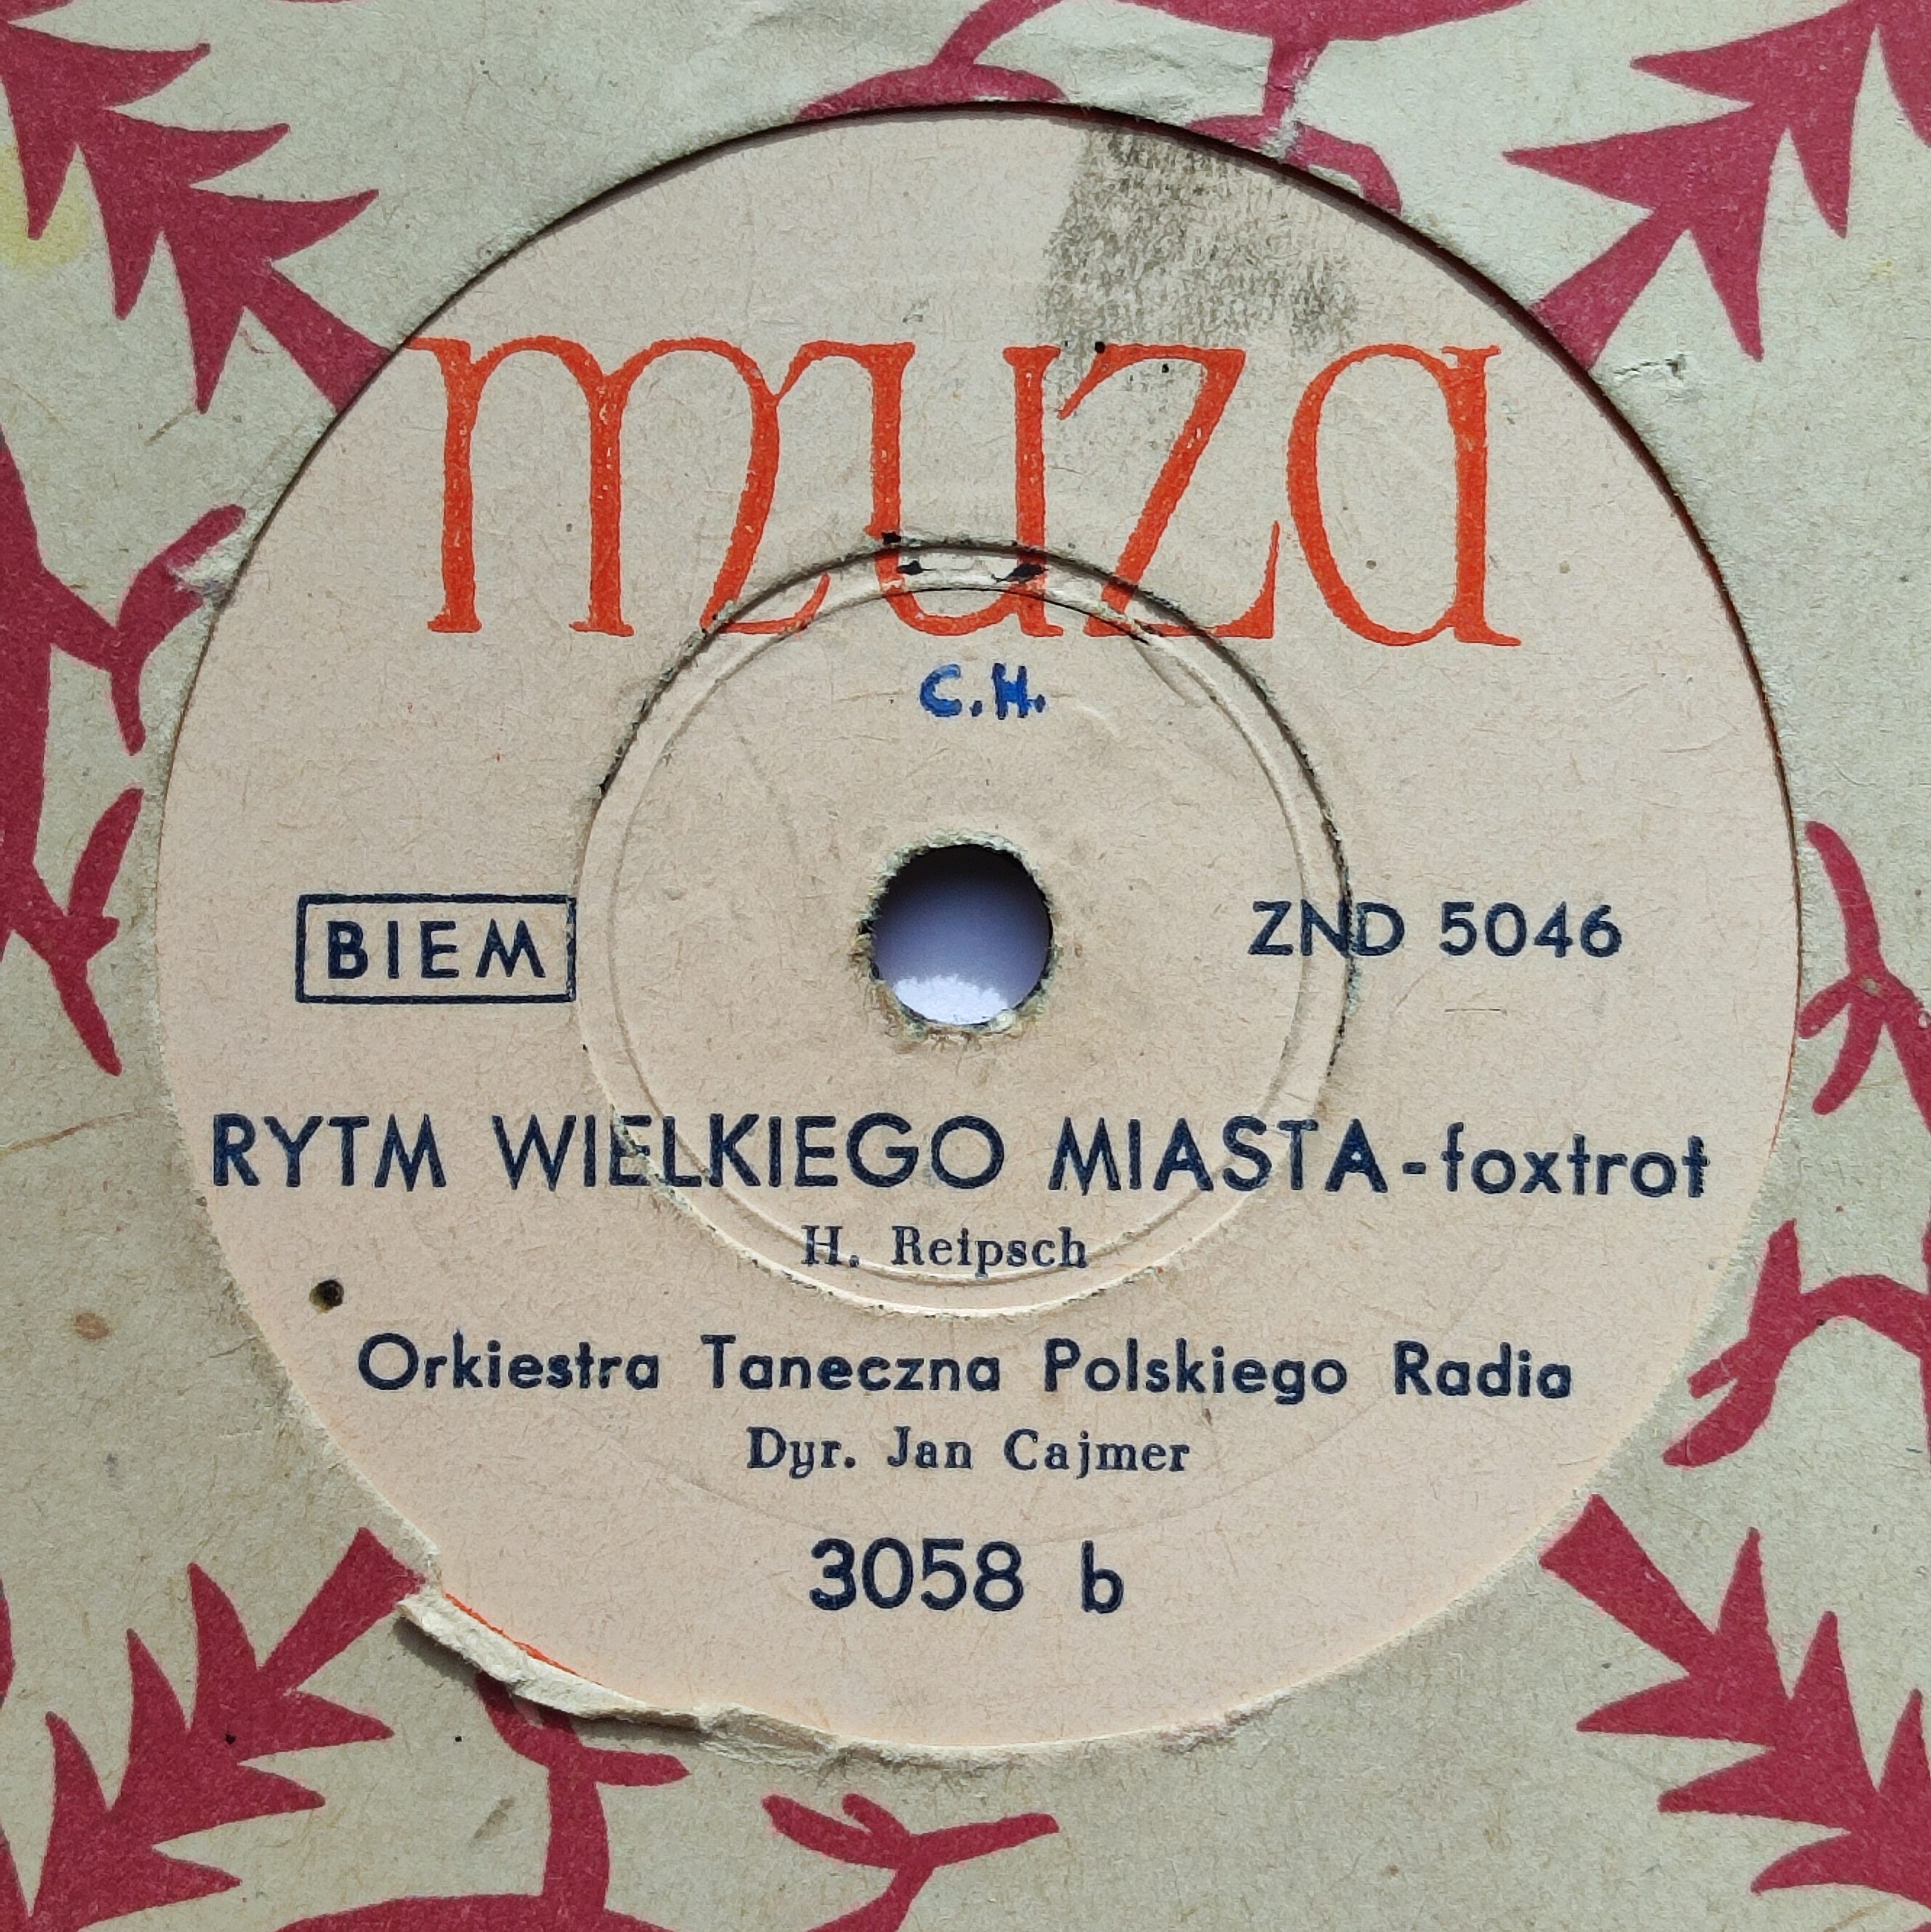 muza
C.H.
BIEM
ZND 5046
RYTM WIELKIEGO MIASTA-foxtrot
H. Reipsch
Orkiestra Taneczna Polskiego Radia
Dyr. Jan Cajmer
3058 b